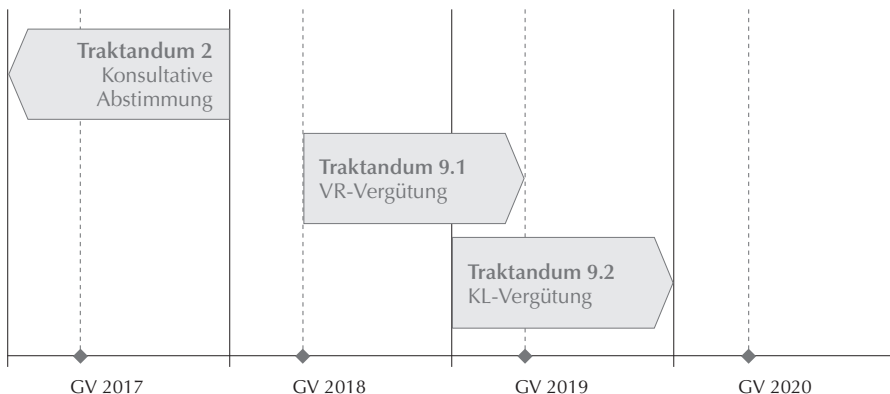 Traktandum 2
Konsultative
Abstimmung
Traktandum 9.1
VR-Vergütung
Traktandum 9.2
KL-Vergütung
GV 2017
GV 2018
GV 2019
GV 2020